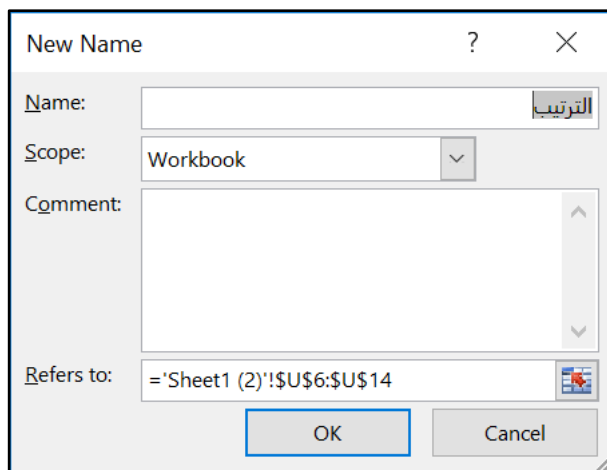 New Name
?
Name: الترتيب
Scope: Workbook
Comment:
Refers to: ='Sheet1 (2)'!$U$6:$U$14
OK Cancel